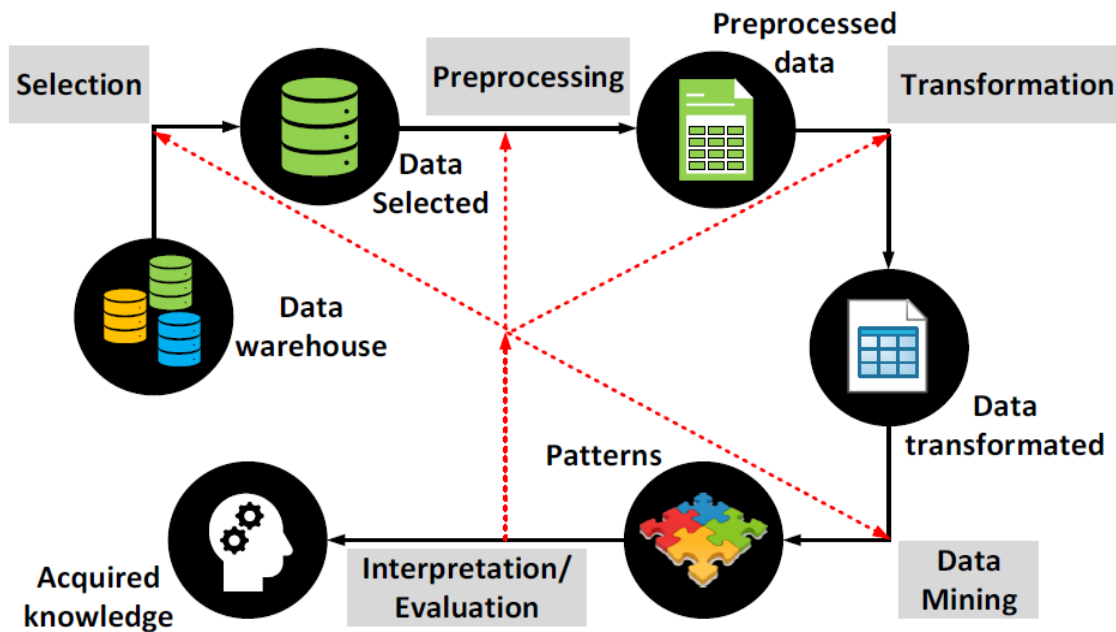 Selection
Preprocessing
Preprocessed
data
Transformation
Data
Selected
Data
warehouse
Data
transformated
Patterns
Acquired
knowledge
Interpretation/
Evaluation
Data
Mining